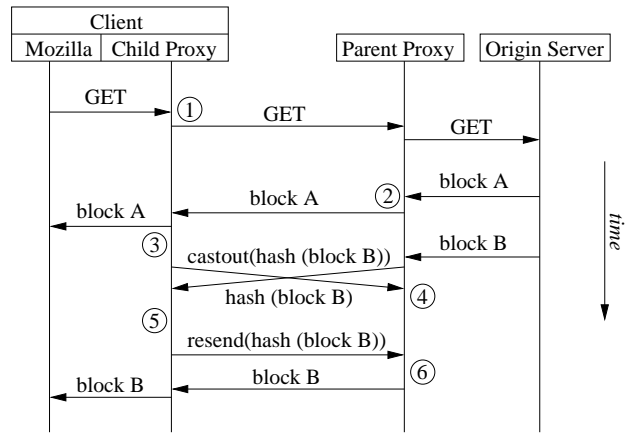 Client
Mozilla Child Proxy Parent Proxy Origin Server
GET
1
GET
GET
block A
2
block A
block A
3
block B
castout(hash (block B))
hash (block B)
4
5
resend(hash (block B))
6
block B
block B
time